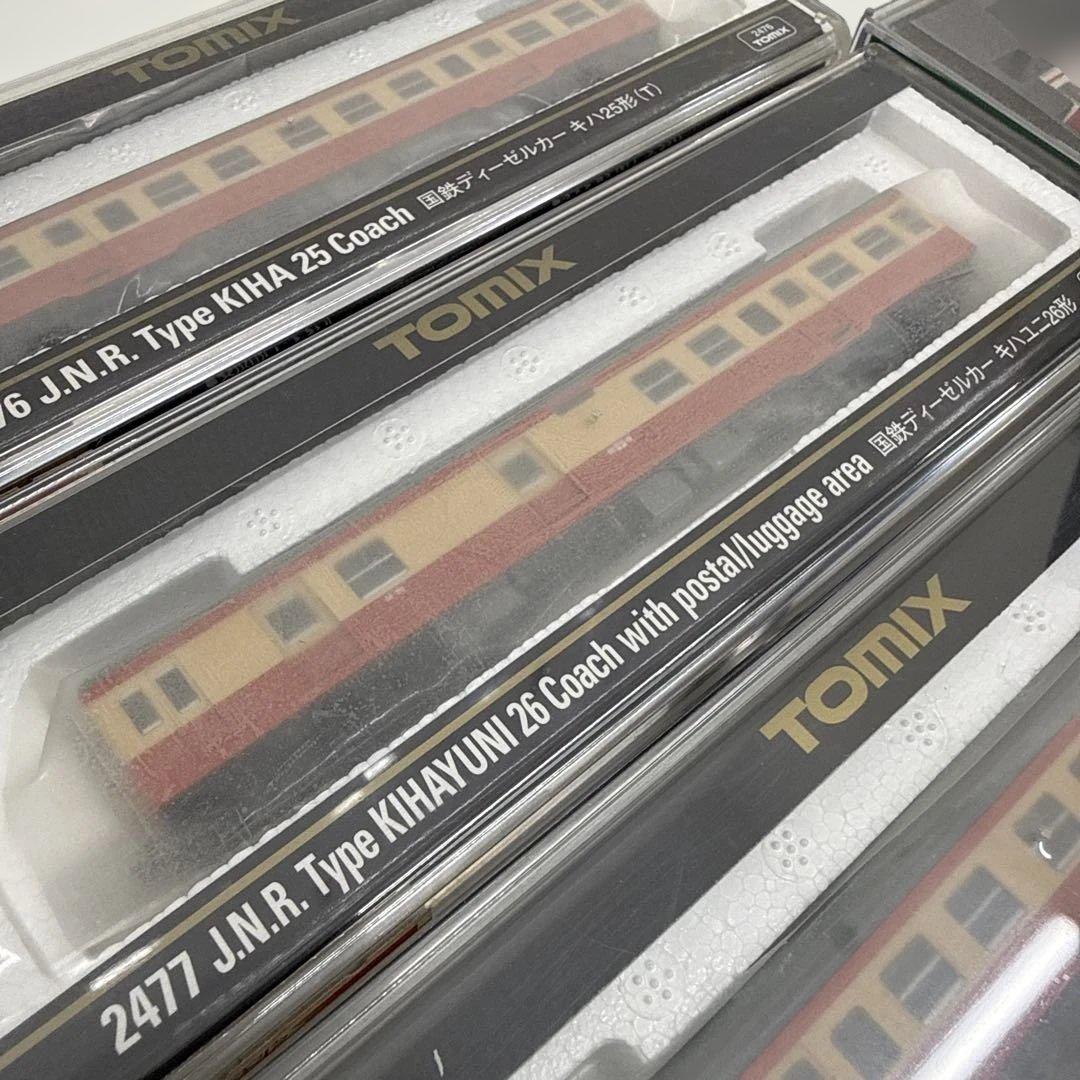 TOMIX
2476
TOMIX
76 J.N.R. Type KIHA 25 Coach 国鉄ディーゼルカー キハ25形(T)
TOMIX
2477 J.N.R. Type KIHAYUNI 26 Coach with postal/luggage area 国鉄ディーゼルカー キハユニ26形
TOMIX